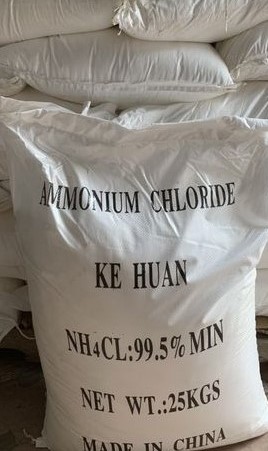 AMMONIUM CHLORIDE
KE HUAN
NH4CL:99.5% MIN
NET WT.:25KGS
MADE IN CHINA